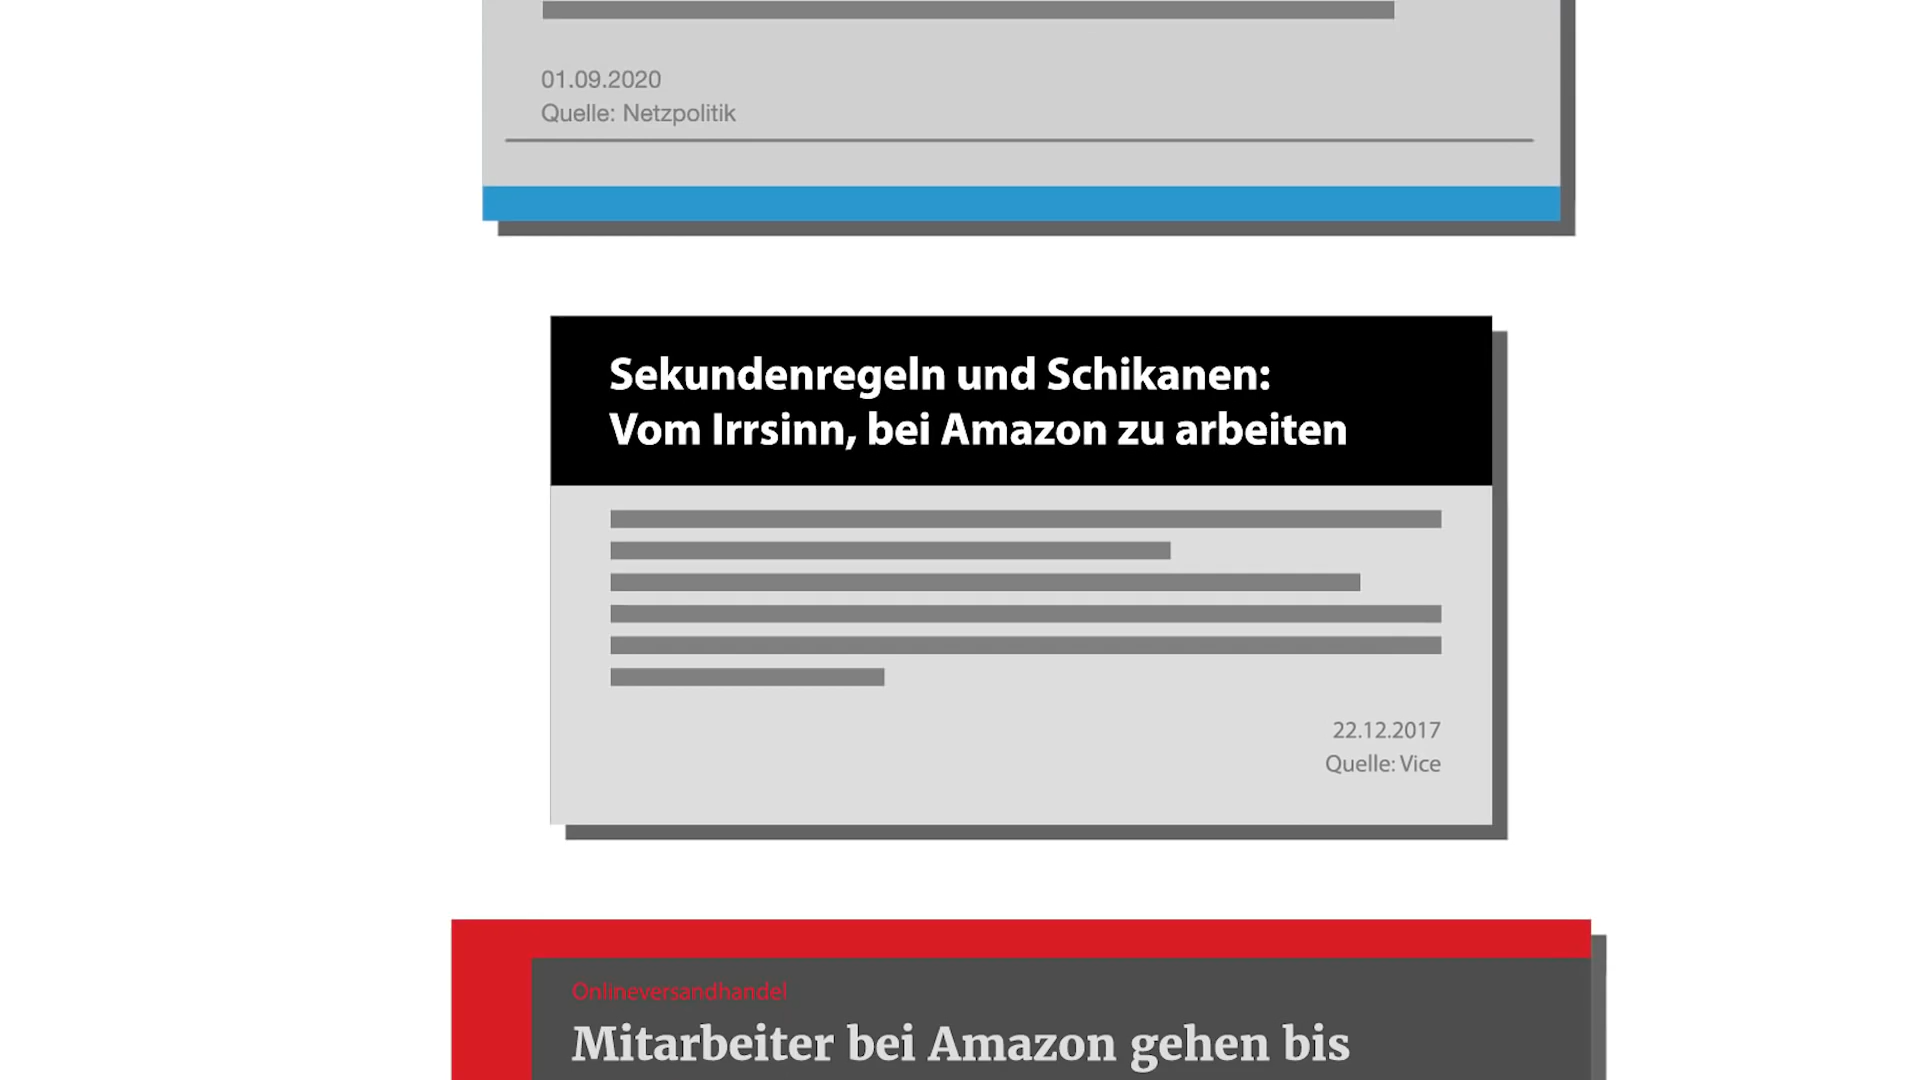 01.09.2020
Quelle: Netzpolitik
Sekundenregeln und Schikanen:
Vom Irrsinn, bei Amazon zu arbeiten
22.12.2017
Quelle: Vice
Onlineversandhandel
Mitarbeiter bei Amazon gehen bis